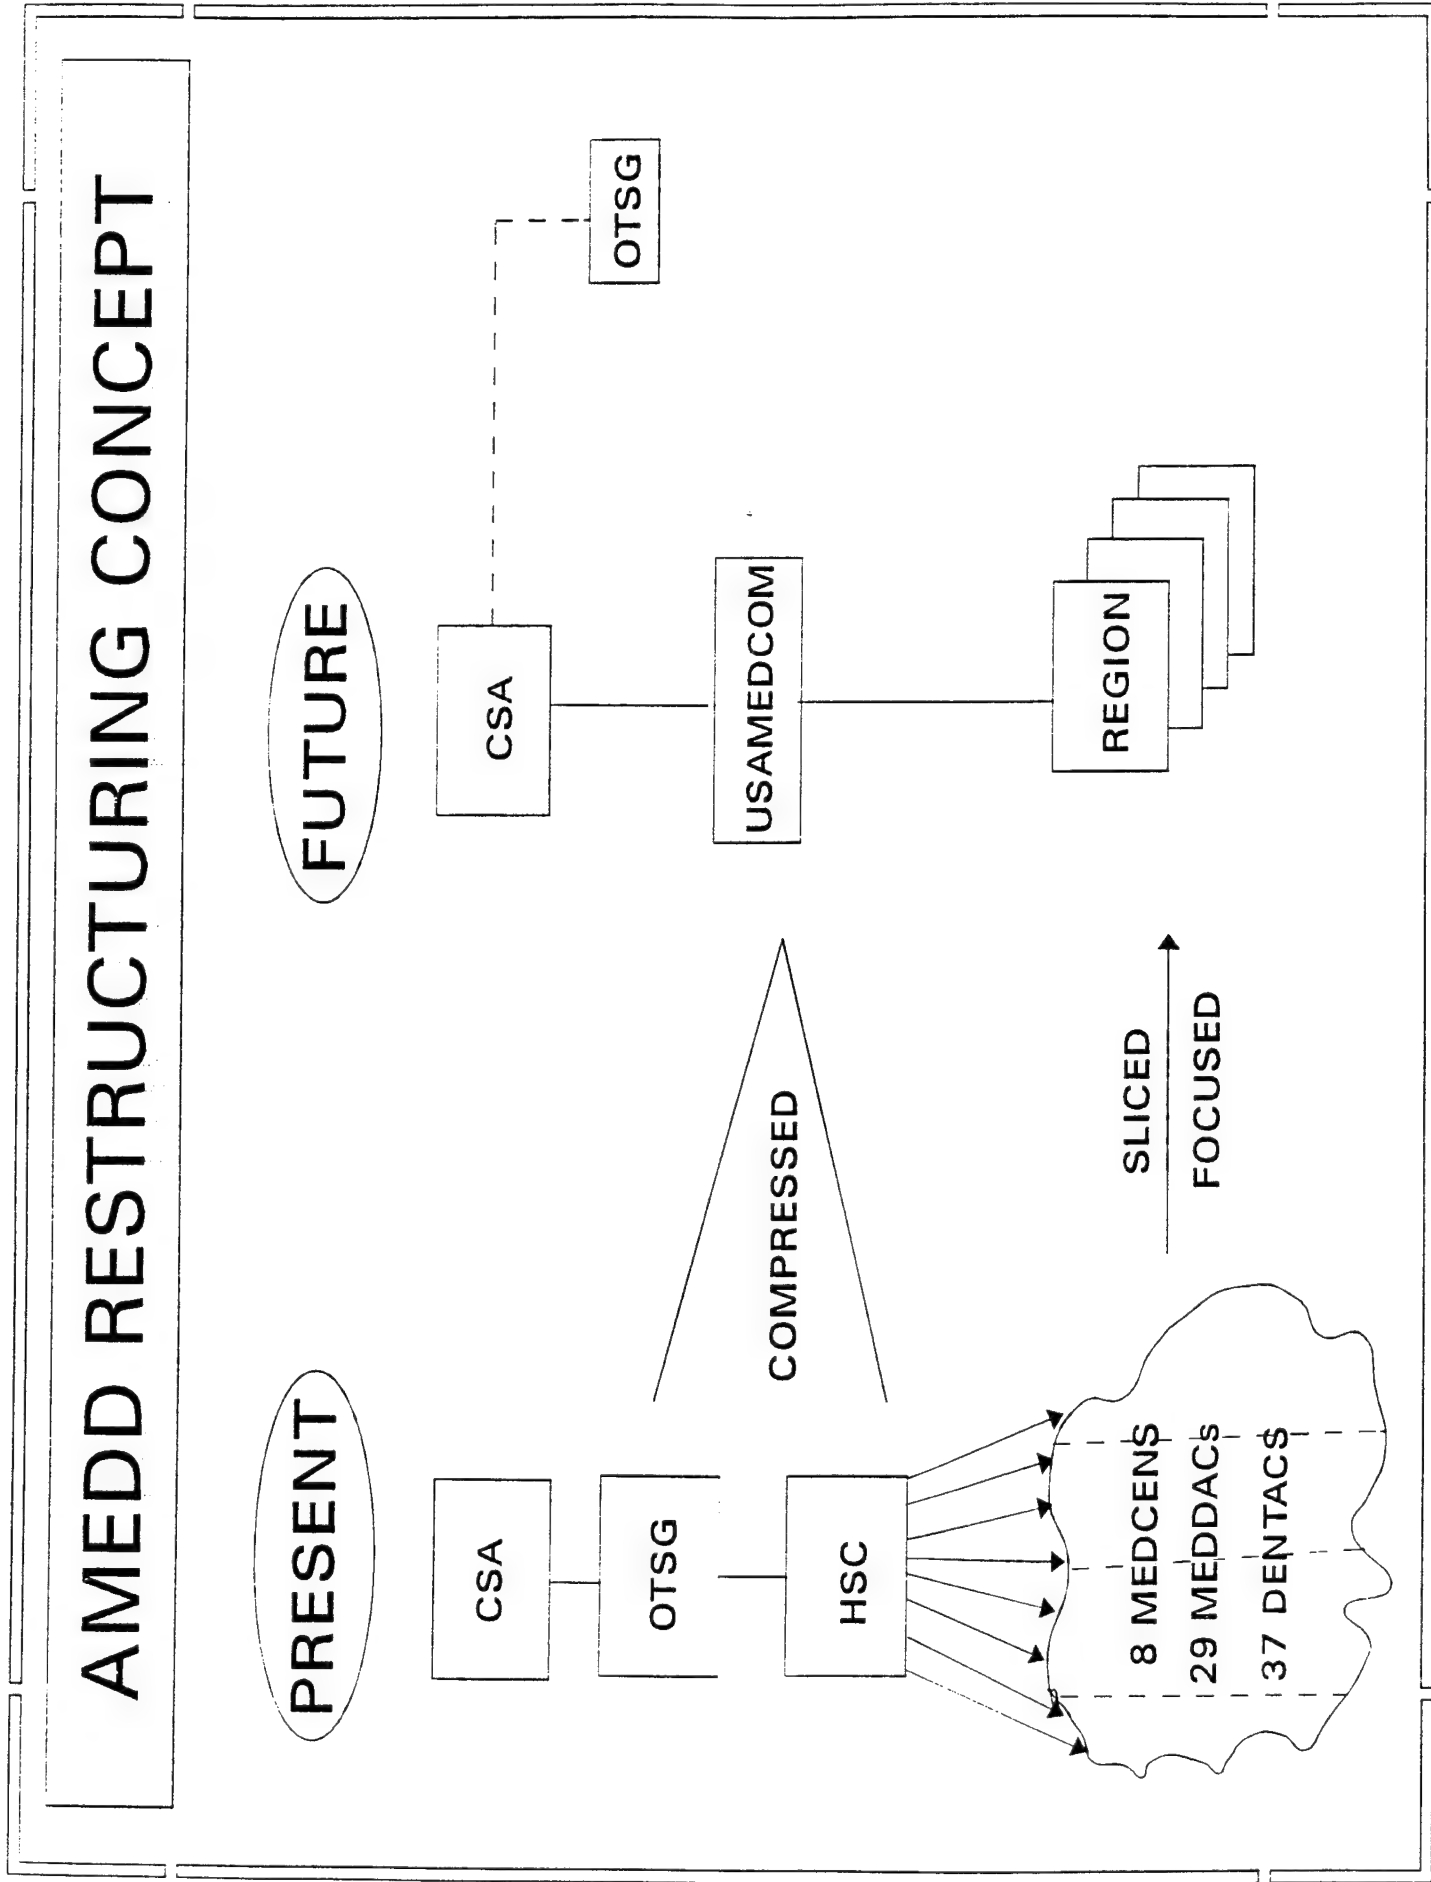 AMEDD RESTRUCTURING CONCEPT
PRESENT
CSA
OTSG
HSC
8 MEDCENS
29 MEDDACs
37 DENTACS
COMPRESSED
SLICED
FOCUSED
FUTURE
CSA
OTSG
USAMEDCOM
REGION